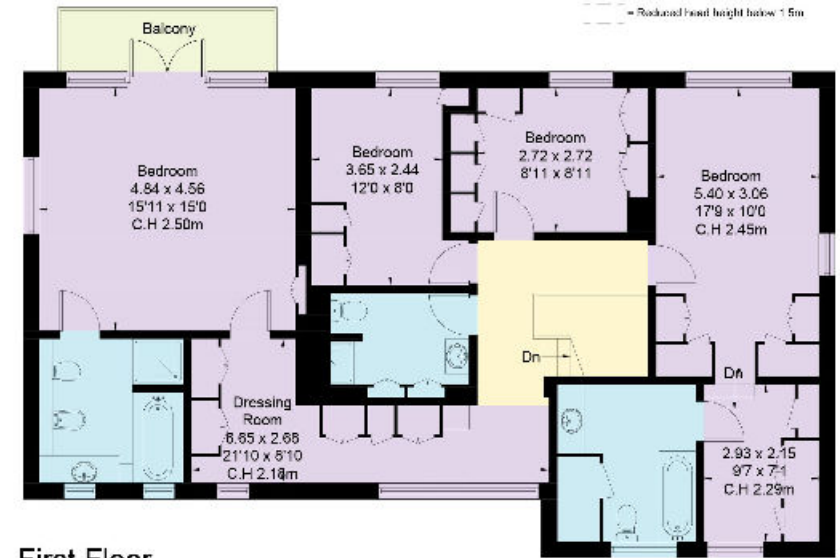 = Reduced head height below 1.5m
Balcony
Bedroom
4.84 x 4.56
15'11 x 15'0
C.H 2.50m
Bedroom
3.65 x 2.44
12'0 x 8'0
Bedroom
2.72 x 2.72
8'11 x 8'11
Bedroom
5.40 x 3.06
17'9 x 10'0
C.H 2.45m
Dn
Dn
Dressing
Room
6.65 x 2.68
21'10 x 8'10
C.H 2.18m
2.93 x 2.15
9'7 x 7'1
C.H 2.29m
First Floor